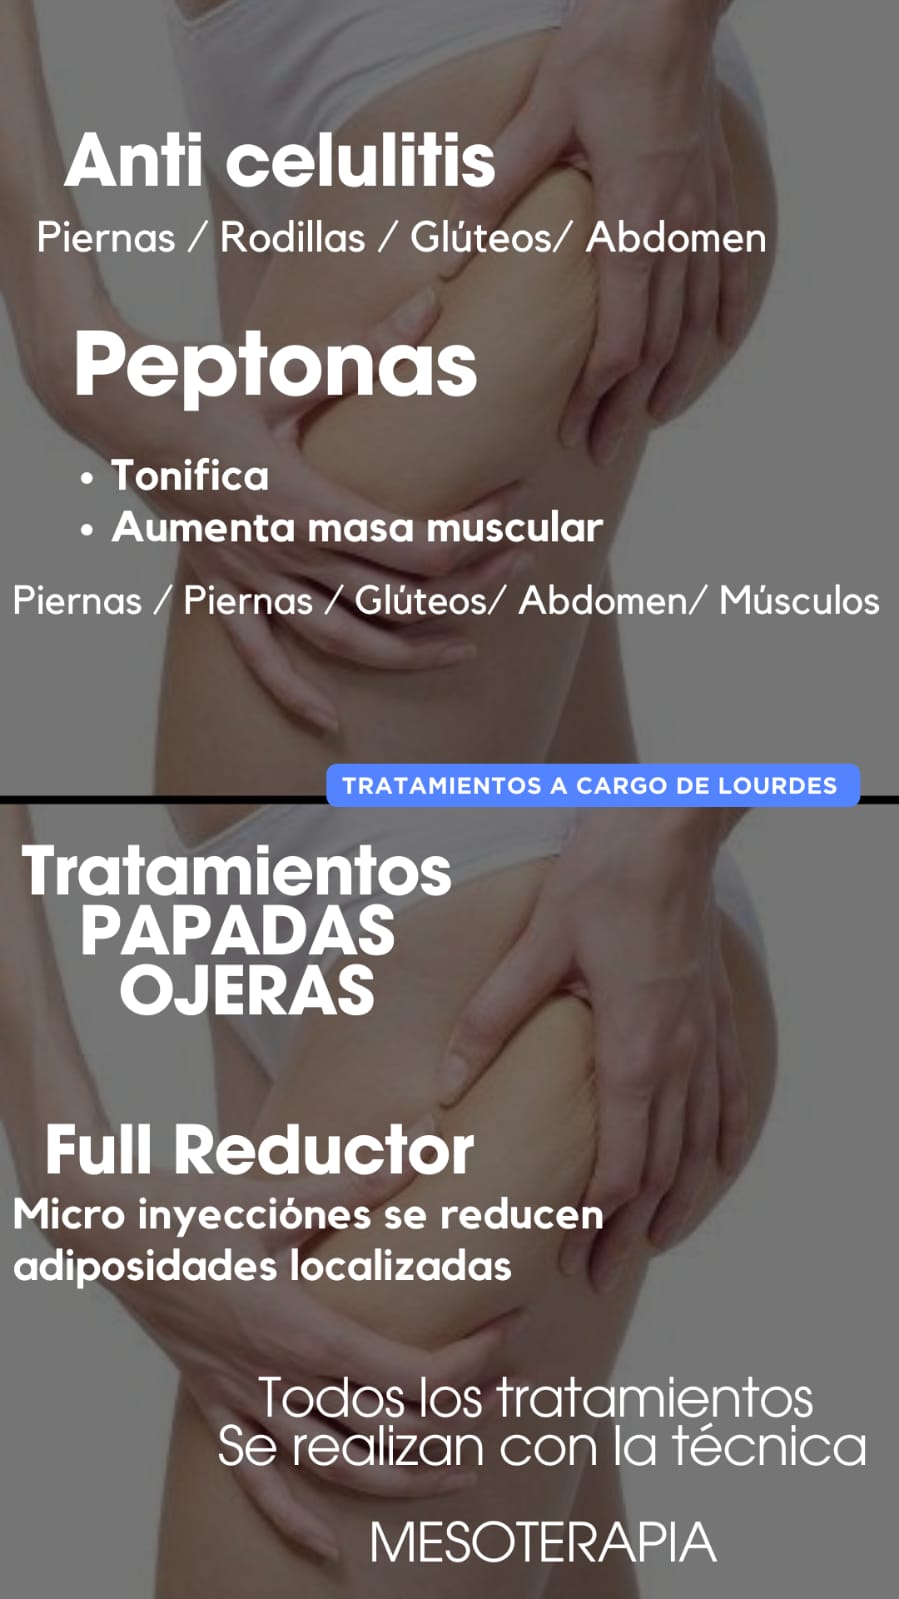 Anti celulitis
Piernas / Rodillas / Glúteos/ Abdomen
Peptonas
• Tonifica
• Aumenta masa muscular
Piernas / Piernas / Glúteos/ Abdomen/ Músculos
TRATAMIENTOS A CARGO DE LOURDES
Tratamientos
PAPADAS
OJERAS
Full Reductor
Micro inyecciónes se reducen
adiposidades localizadas
Todos los tratamientos
Se realizan con la técnica
MESOTERAPIA